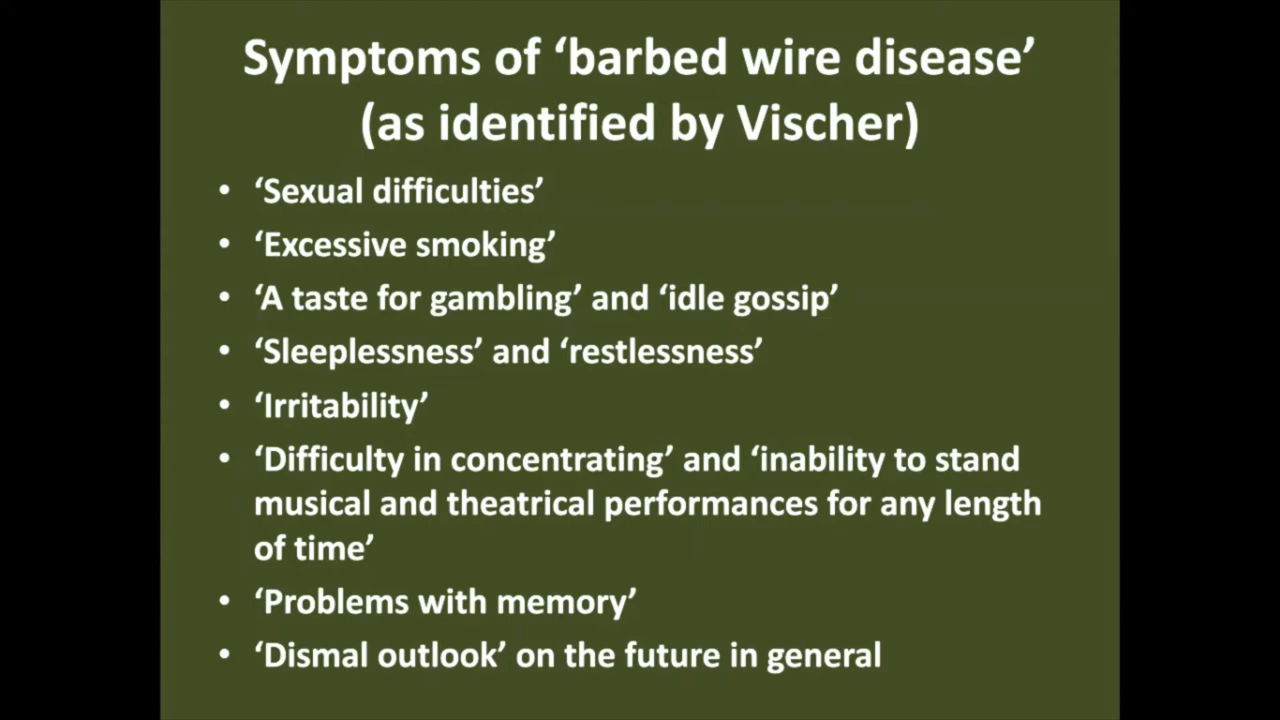 Symptoms of ‘barbed wire disease’
(as identified by Vischer)
• ‘Sexual difficulties’
• ‘Excessive smoking’
• ‘A taste for gambling’ and ‘idle gossip’
• ‘Sleeplessness’ and ‘restlessness’
• ‘Irritability’
• ‘Difficulty in concentrating’ and ‘inability to stand
musical and theatrical performances for any length
of time’
• ‘Problems with memory’
• ‘Dismal outlook’ on the future in general